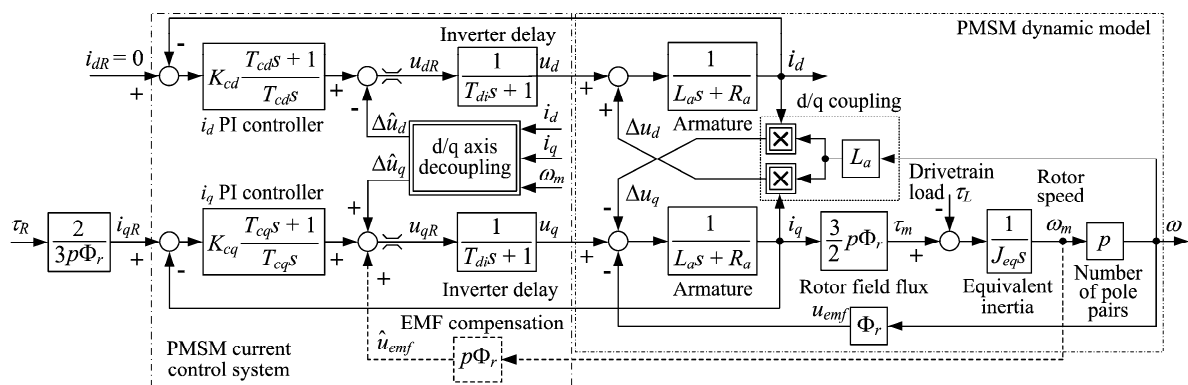 Inverter delay
PMSM dynamic model
i_dR = 0
-
+
K_cd (T_cd s + 1) / (T_cd s)
i_d PI controller
+
-
u_dR
1 / (T_di s + 1)
u_d
+
+
1 / (L_a s + R_a)
Armature
i_d
d/q coupling
Δû_d
Δû_q
d/q axis
decoupling
i_d
i_q
ω_m
Δu_d
Δu_q
×
×
L_a
i_q PI controller
τ_R
2 / (3pΦ_r)
i_qR
+
-
K_cq (T_cq s + 1) / (T_cq s)
+
+
+
u_qR
1 / (T_di s + 1)
u_q
Inverter delay
+
-
-
1 / (L_a s + R_a)
Armature
i_q
3/2 pΦ_r
Rotor field flux
τ_m
+
-
Drivetrain
load
τ_L
1 / (J_eq s)
Equivalent
inertia
Rotor
speed
ω_m
p
Number
of pole
pairs
ω
u_emf
Φ_r
EMF compensation
û_emf
pΦ_r
PMSM current
control system